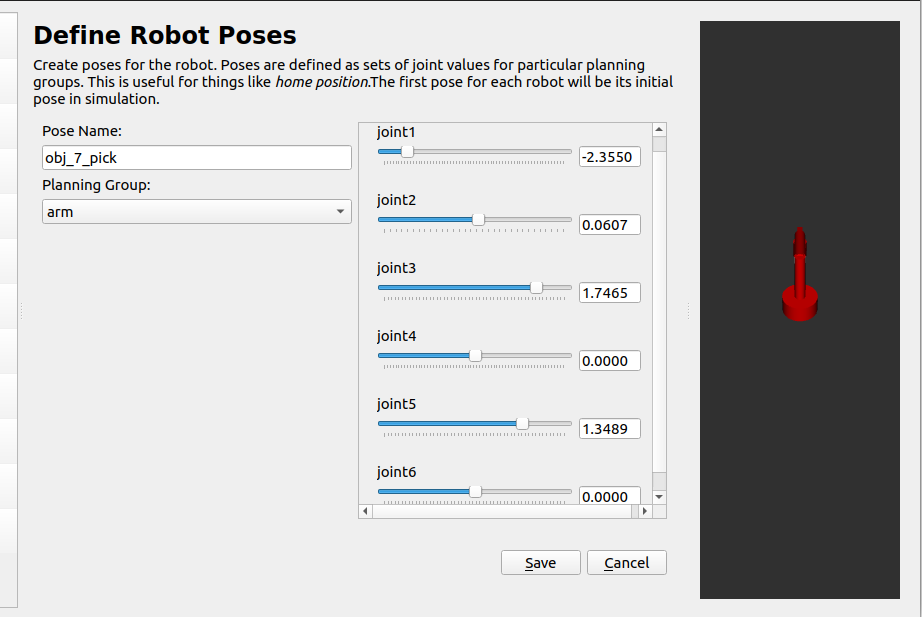 Define Robot Poses
Create poses for the robot. Poses are defined as sets of joint values for particular planning
groups. This is useful for things like home position.The first pose for each robot will be its initial
pose in simulation.
Pose Name:
obj_7_pick
Planning Group:
arm
joint1
-2.3550
joint2
0.0607
joint3
1.7465
joint4
0.0000
joint5
1.3489
joint6
0.0000
Save
Cancel